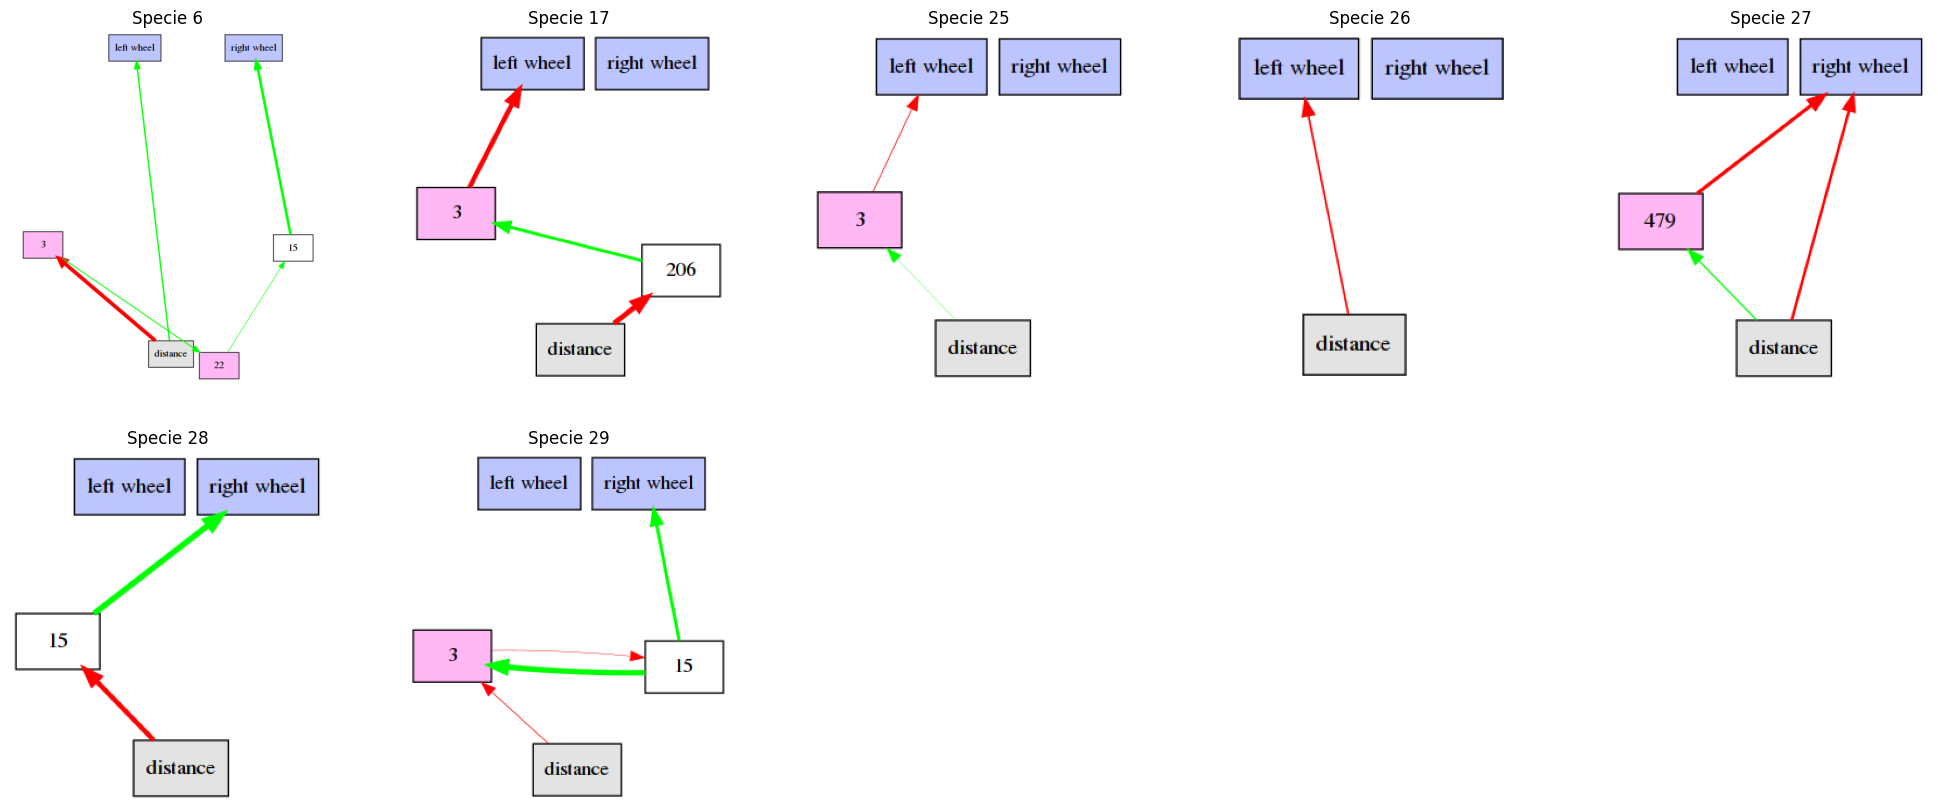 Specie 6
left wheel
right wheel
3
15
distance
22
Specie 17
left wheel
right wheel
3
206
distance
Specie 25
left wheel
right wheel
3
distance
Specie 26
left wheel
right wheel
distance
Specie 27
left wheel
right wheel
479
distance
Specie 28
left wheel
right wheel
15
distance
Specie 29
left wheel
right wheel
3
15
distance